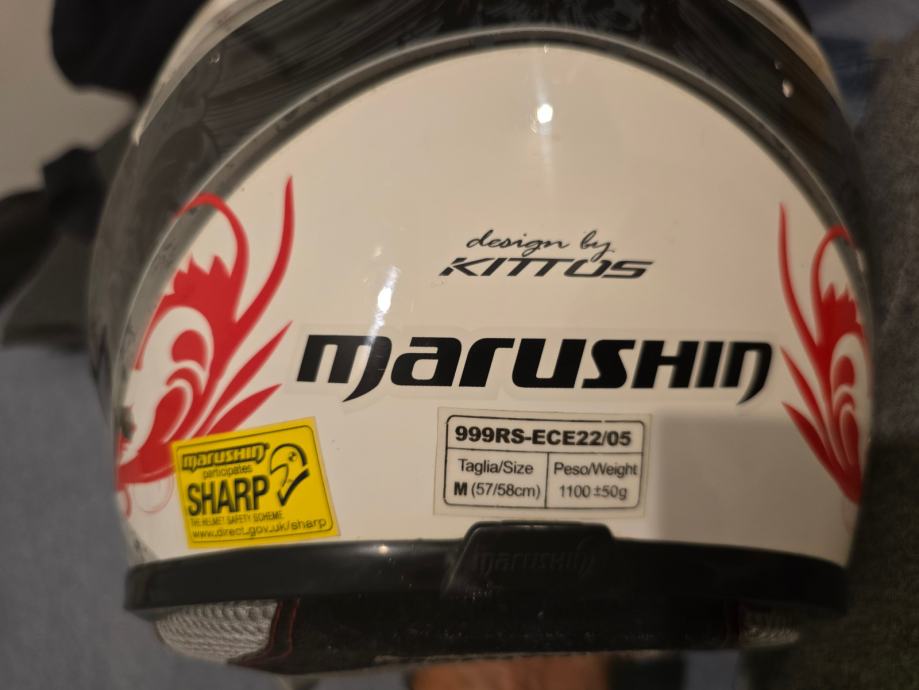 design by
KITTOS
marushin
999RS-ECE22/05
Taglia/Size
M (57/58cm)
Peso/Weight
1100 ±50g
marushin
participates
SHARP
THE HELMET SAFETY SCHEME
www.direct.gov.uk/sharp
marushin